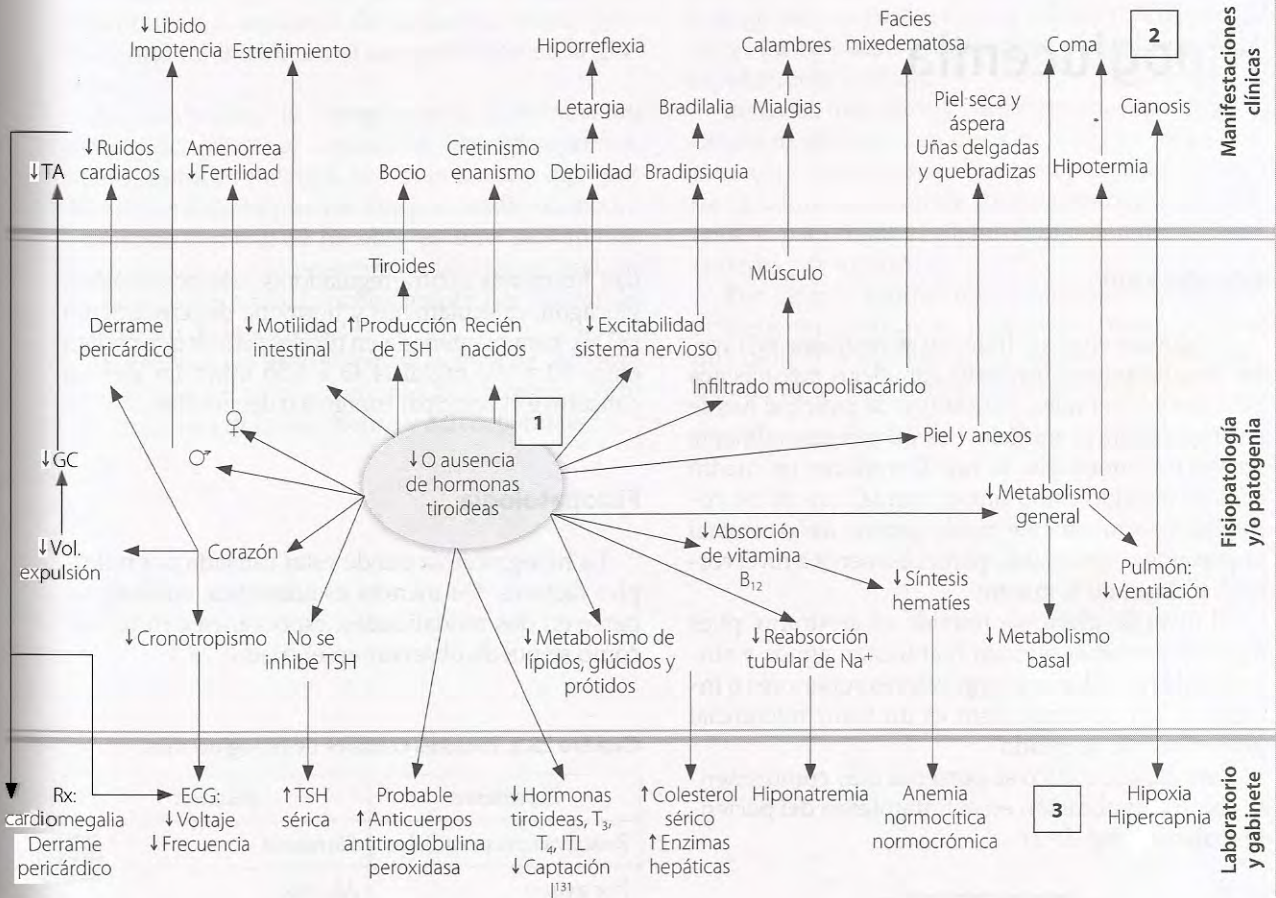 ↓Libido
Impotencia
Estreñimiento
Hiporreflexia
Calambres
Facies
mixedematosa
Coma
2
Manifestaciones
clínicas
Letargia
Bradilalia
Mialgias
Piel seca y
áspera
Uñas delgadas
y quebradizas
Cianosis
↓TA
↓Ruidos
cardiacos
Amenorrea
↓Fertilidad
Bocio
Cretinismo
enanismo
Debilidad
Bradipsiquia
Hipotermia
Tiroides
Músculo
Derrame
pericárdico
↓Motilidad
intestinal
↑Producción
de TSH
Recién
nacidos
↓Excitabilidad
sistema nervioso
Infiltrado mucopolisacárido
♀
1
Piel y anexos
♂
↓GC
↓O ausencia
de hormonas
tiroideas
↓Metabolismo
general
Fisiopatología
y/o patogenia
↓Vol.
expulsión
Corazón
↓Absorción
de vitamina
B12
↓Síntesis
hematíes
Pulmón:
↓Ventilación
↓Cronotropismo
No se
inhibe TSH
↓Metabolismo de
lípidos, glúcidos y
prótidos
↓Reabsorción
tubular de Na+
↓Metabolismo
basal
Rx:
cardiomegalia
Derrame
pericárdico
ECG:
↓Voltaje
↓Frecuencia
↑TSH
sérica
Probable
↑Anticuerpos
antitiroglobulina
peroxidasa
↓Hormonas
tiroideas, T3,
T4, ITL
↓Captación
I131
↑Colesterol
sérico
↑Enzimas
hepáticas
Hiponatremia
Anemia
normocítica
normocrómica
3
Hipoxia
Hipercapnia
Laboratorio
y gabinete